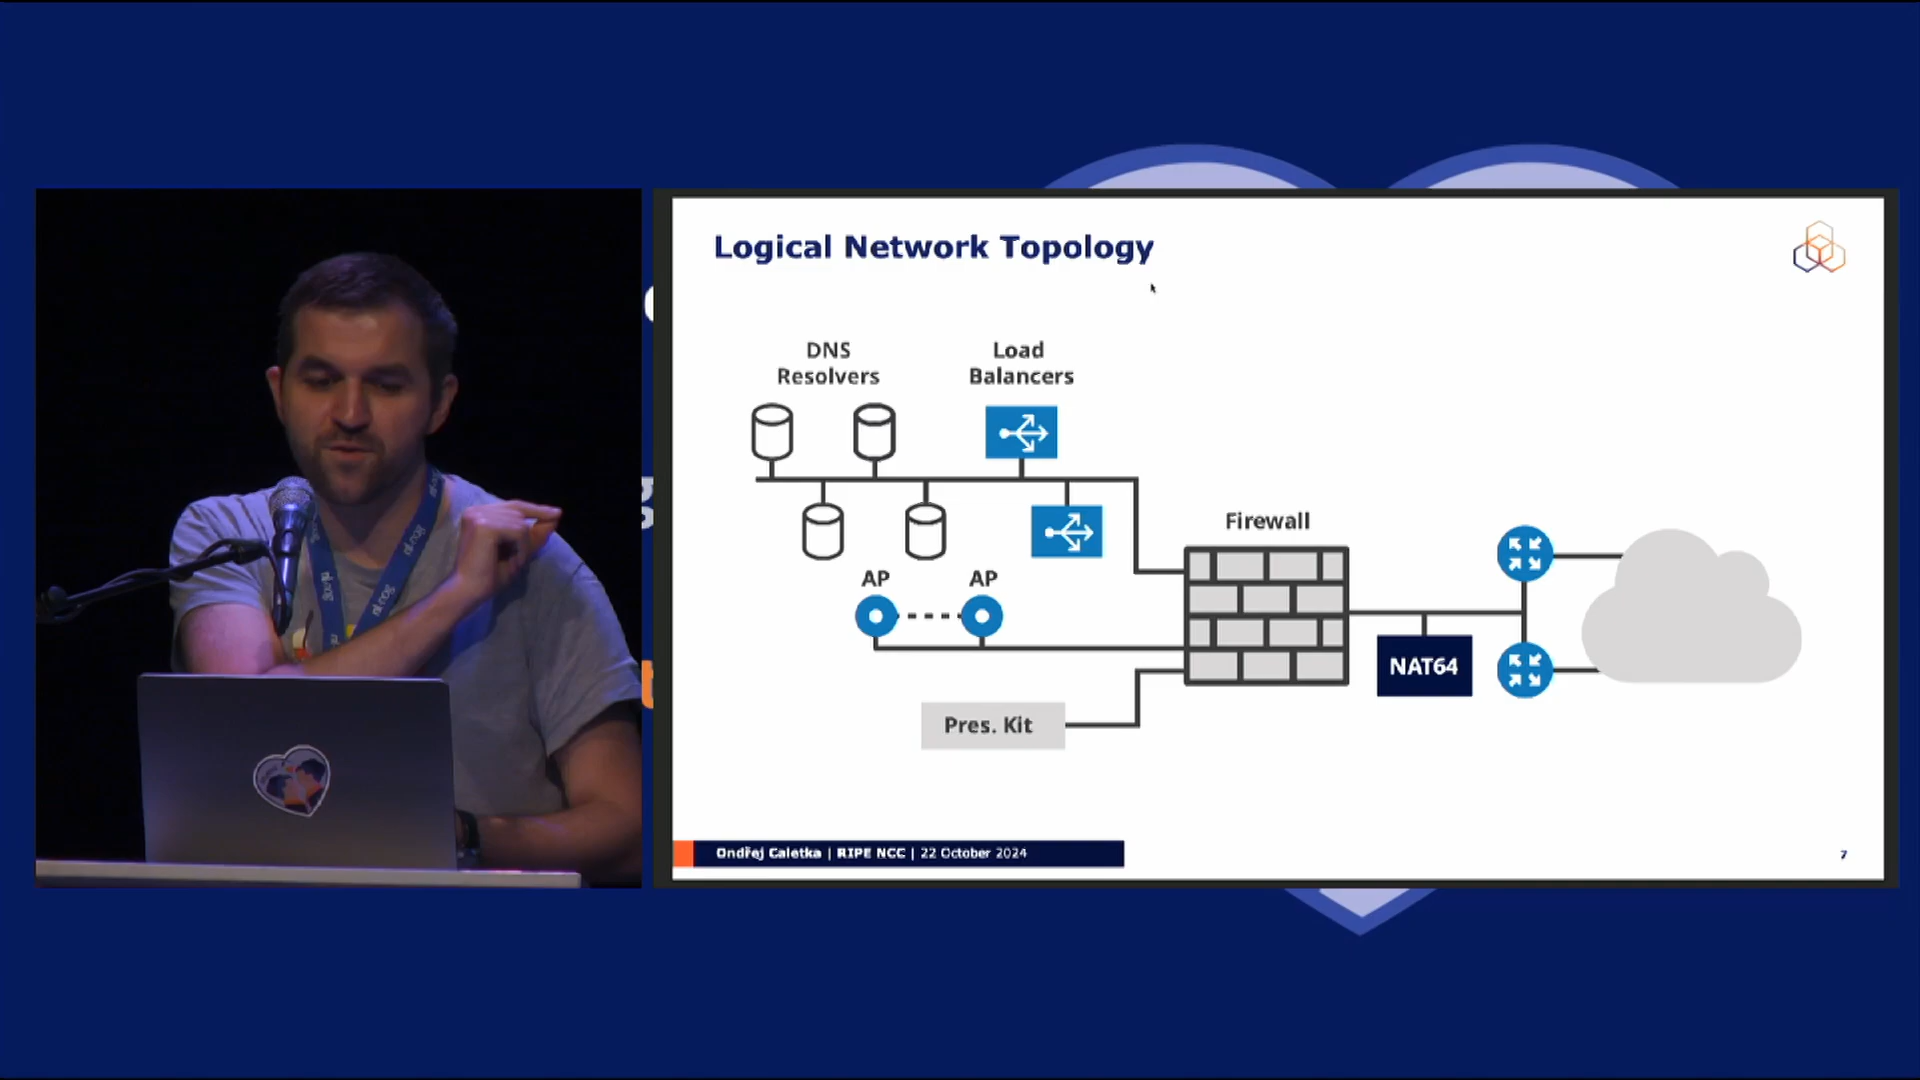 Logical Network Topology
DNS
Resolvers
Load
Balancers
Firewall
AP
AP
NAT64
Pres. Kit
Ondřej Caletka | RIPE NCC | 22 October 2024
7